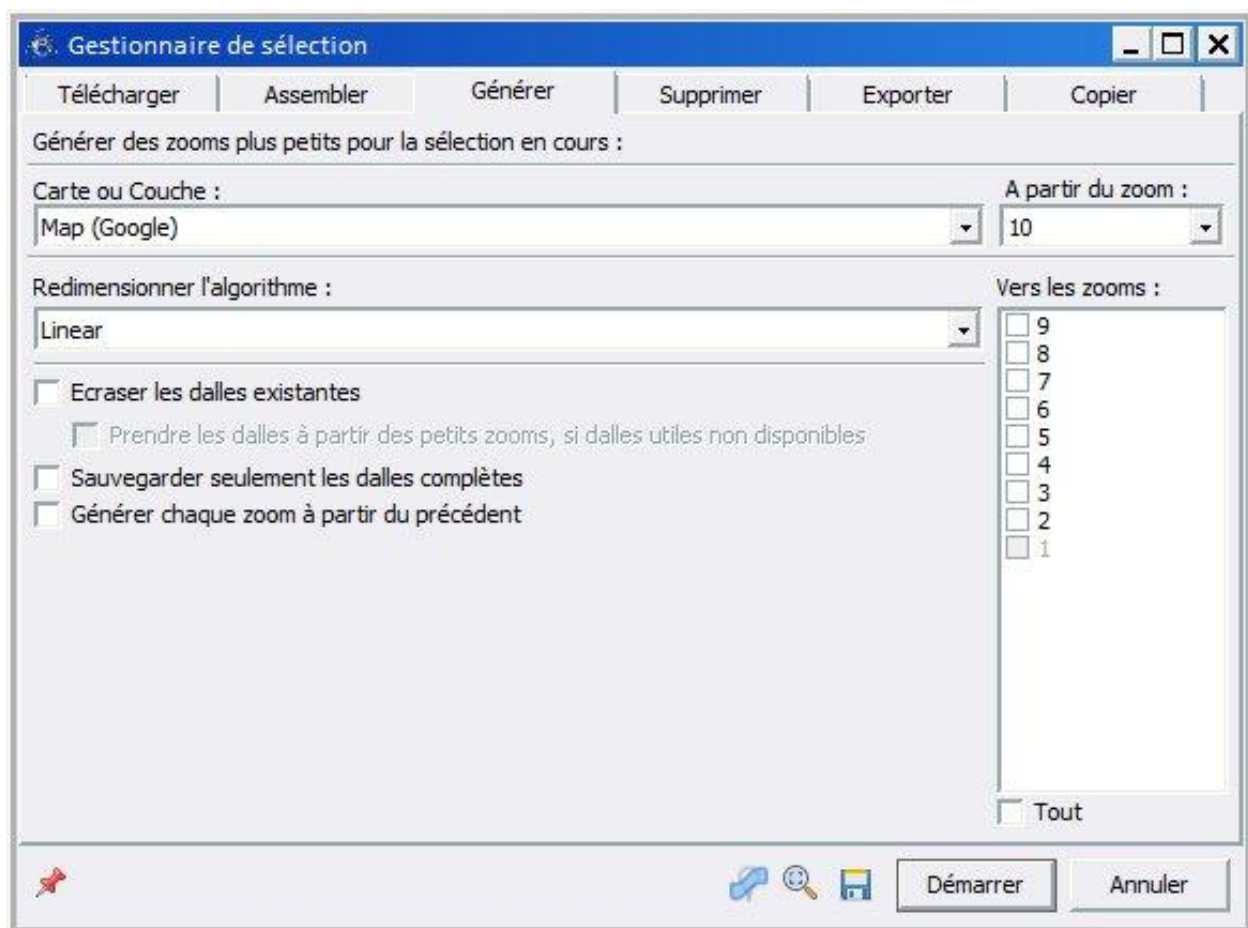 Gestionnaire de sélection
Télécharger Assembler Générer Supprimer Exporter Copier
Générer des zooms plus petits pour la sélection en cours :
Carte ou Couche : A partir du zoom :
Map (Google) 10
Redimensionner l'algorithme : Vers les zooms :
Linear
9
8
7
6
5
4
3
2
1
Ecraser les dalles existantes
Prendre les dalles à partir des petits zooms, si dalles utiles non disponibles
Sauvegarder seulement les dalles complètes
Générer chaque zoom à partir du précédent
Tout
Démarrer Annuler